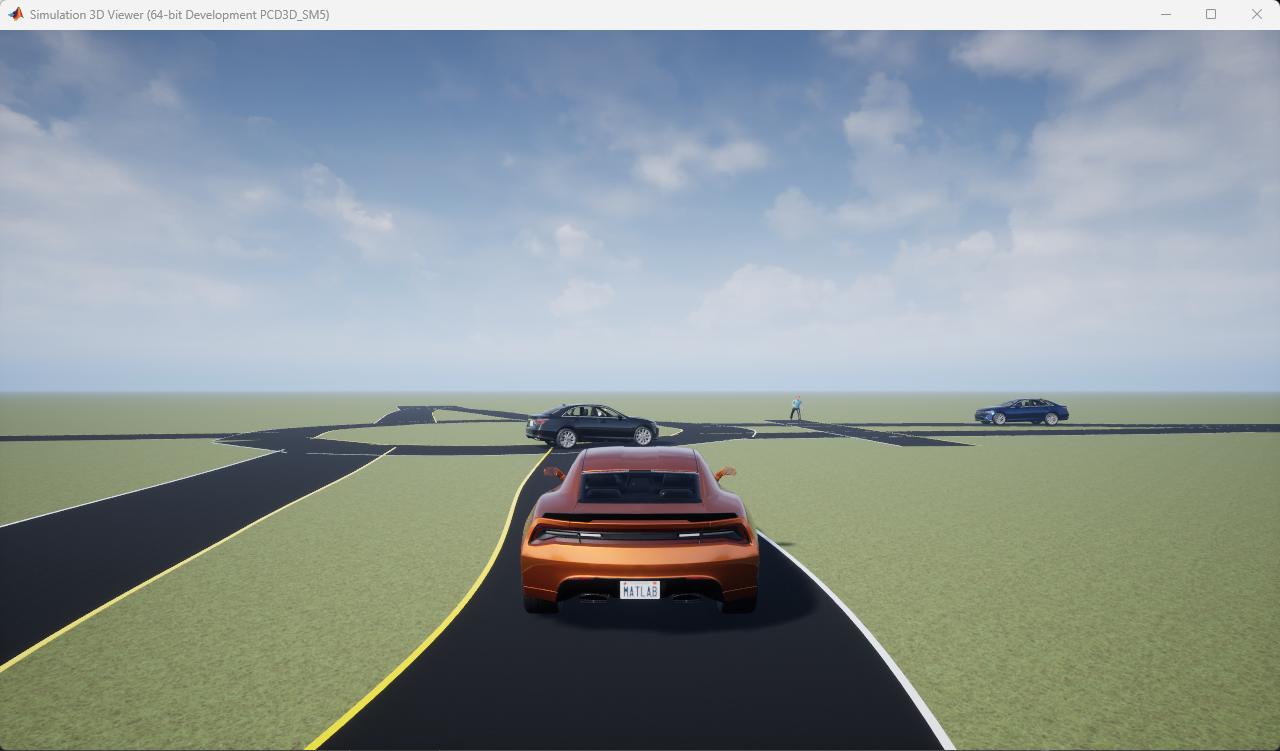 Simulation 3D Viewer (64-bit Development PCD3D_SM5)
MATLAB